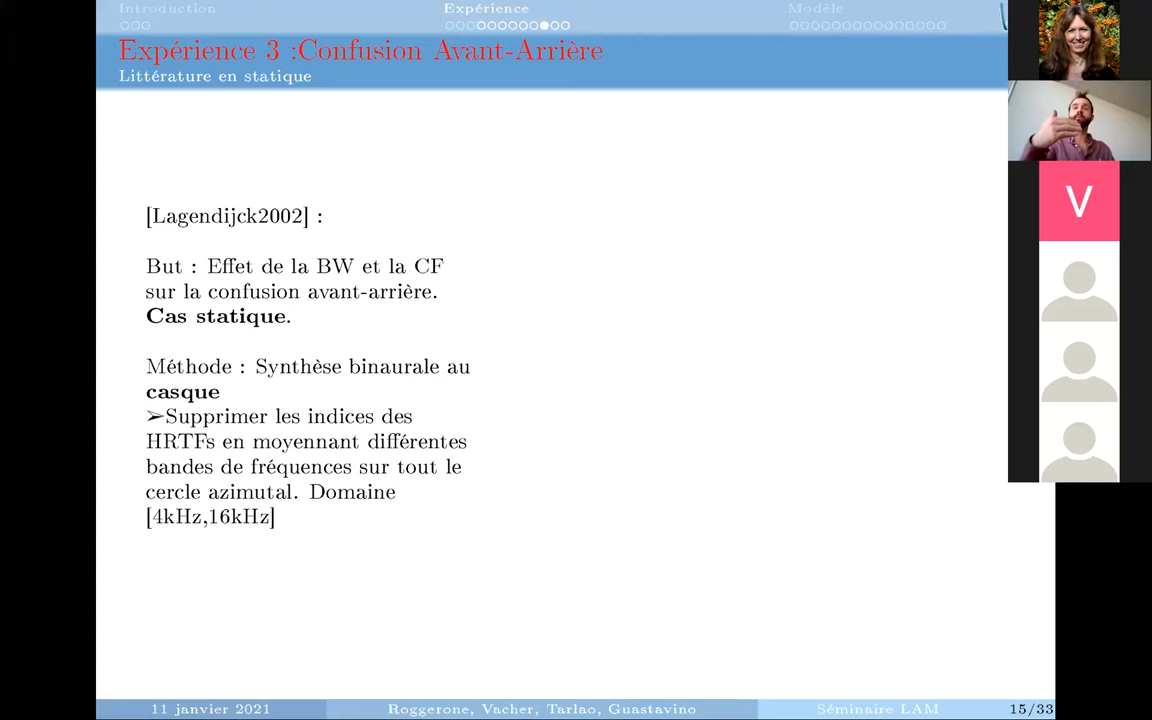 Introduction
Expérience
Modèle
Expérience 3 :Confusion Avant-Arrière
Littérature en statique
[Lagendijck2002] :
But : Effet de la BW et la CF
sur la confusion avant-arrière.
Cas statique.
Méthode : Synthèse binaurale au
casque
➢Supprimer les indices des
HRTFs en moyennant différentes
bandes de fréquences sur tout le
cercle azimutal. Domaine
[4kHz,16kHz]
V
11 janvier 2021
Roggerone, Vacher, Tarlao, Guastavino
Séminaire LAM
15/33